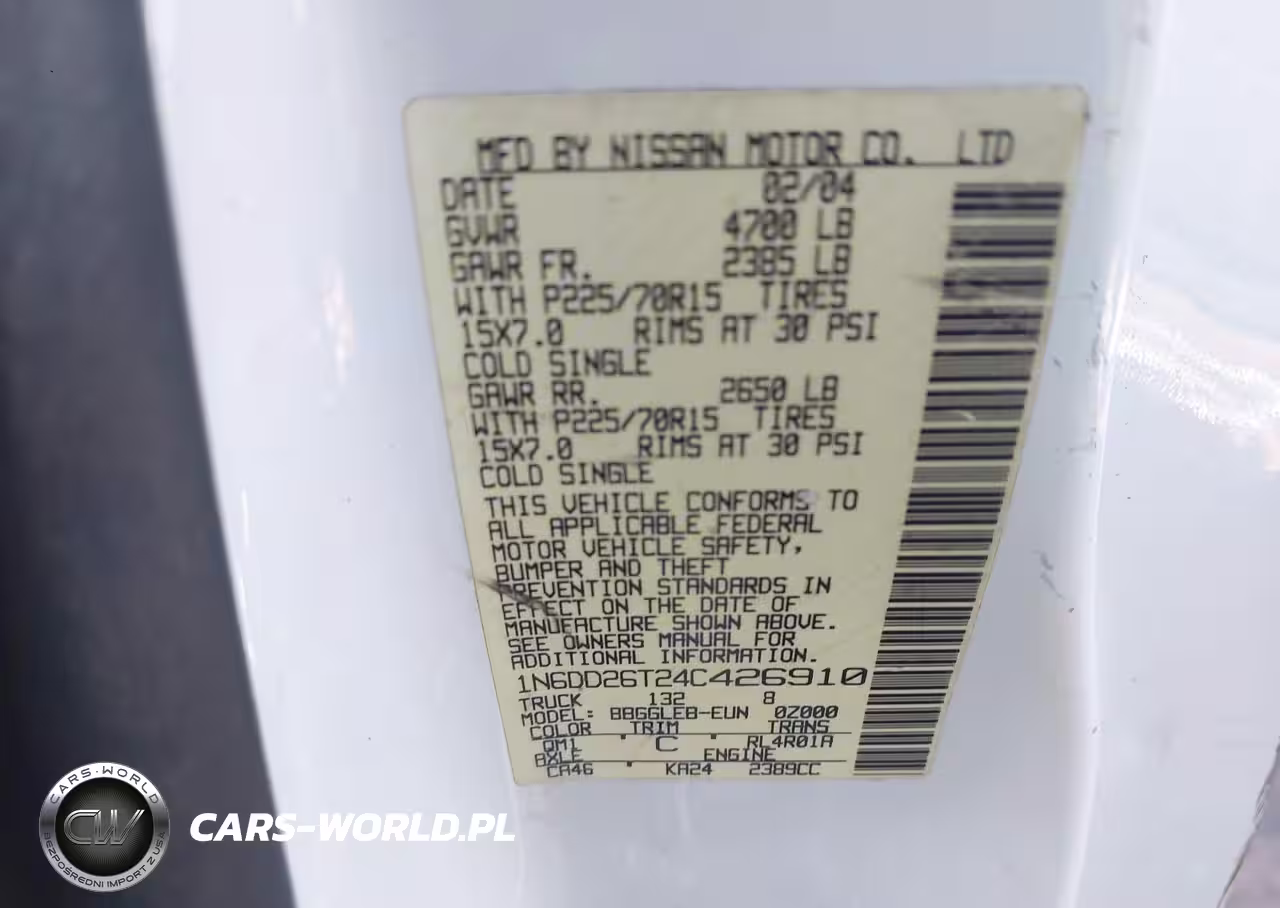 MFD BY NISSAN MOTOR CO. LTD
DATE 02/04
GVWR 4700 LB
GAWR FR. 2385 LB
WITH P225/70R15 TIRES
15X7.0 RIMS AT 30 PSI
COLD SINGLE
GAWR RR. 2650 LB
WITH P225/70R15 TIRES
15X7.0 RIMS AT 30 PSI
COLD SINGLE
THIS VEHICLE CONFORMS TO
ALL APPLICABLE FEDERAL
MOTOR VEHICLE SAFETY,
BUMPER AND THEFT
PREVENTION STANDARDS IN
EFFECT ON THE DATE OF
MANUFACTURE SHOWN ABOVE.
SEE OWNERS MANUAL FOR
ADDITIONAL INFORMATION.
1N6DD26T24C426910
TRUCK 132 8
MODEL: BBGGLEB-EUN 0Z000
COLOR TRIM TRANS
QM1 C RL4R01A
AXLE ENGINE
CA46 KA24 2389CC
CARS-WORLD
CW
BEZPOŚREDNI IMPORT Z USA
CARS-WORLD.PL